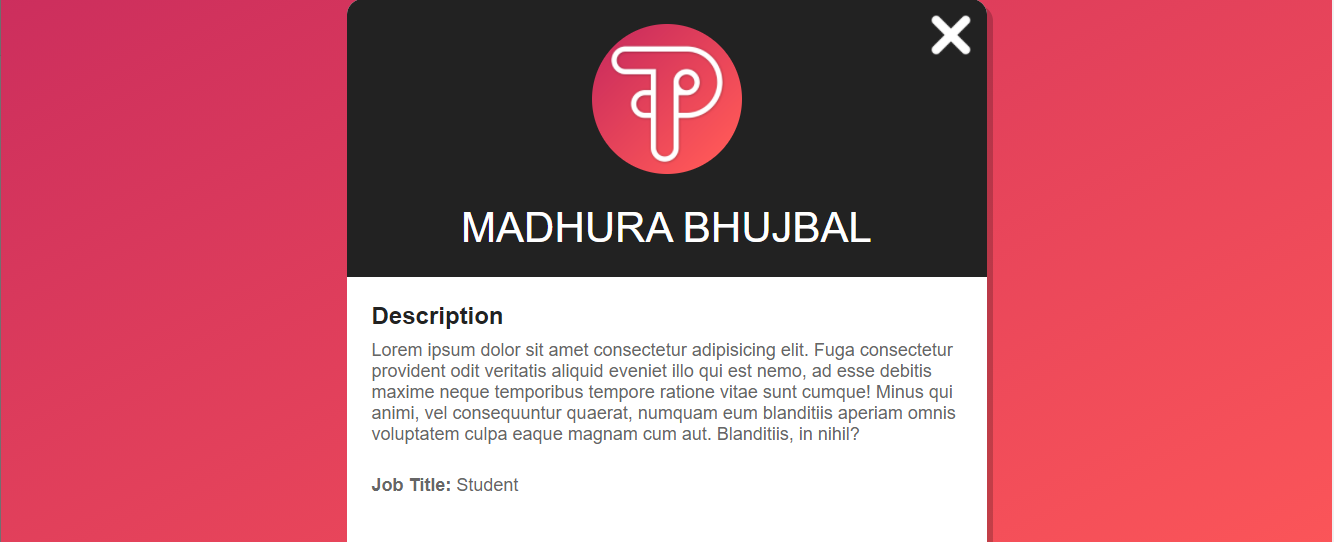 MADHURA BHUJBAL
Description
Lorem ipsum dolor sit amet consectetur adipisicing elit. Fuga consectetur
provident odit veritatis aliquid eveniet illo qui est nemo, ad esse debitis
maxime neque temporibus tempore ratione vitae sunt cumque! Minus qui
animi, vel consequuntur quaerat, numquam eum blanditiis aperiam omnis
voluptatem culpa eaque magnam cum aut. Blanditiis, in nihil?
Job Title: Student